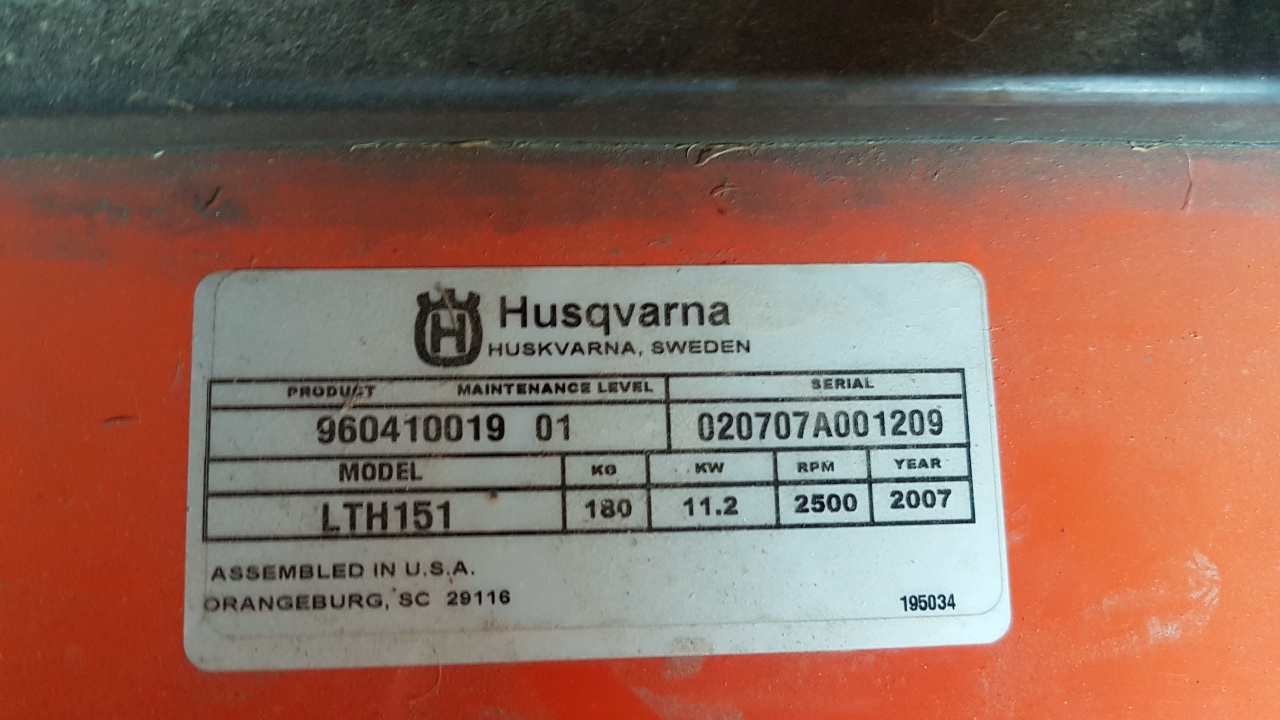 Husqvarna
HUSKVARNA, SWEDEN
PRODUCT MAINTENANCE LEVEL SERIAL
960410019 01 020707A001209
MODEL KG KW RPM YEAR
LTH151 180 11.2 2500 2007
ASSEMBLED IN U.S.A.
ORANGEBURG, SC 29116
195034